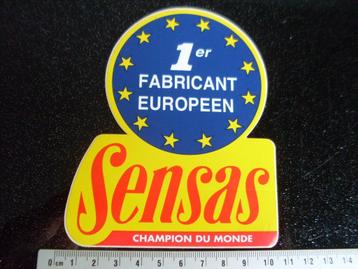 1er
FABRICANT
EUROPEEN
Sensas
CHAMPION DU MONDE
0 cm 1 2 3 4 5 6 7 8 9 10 11 12 13 14